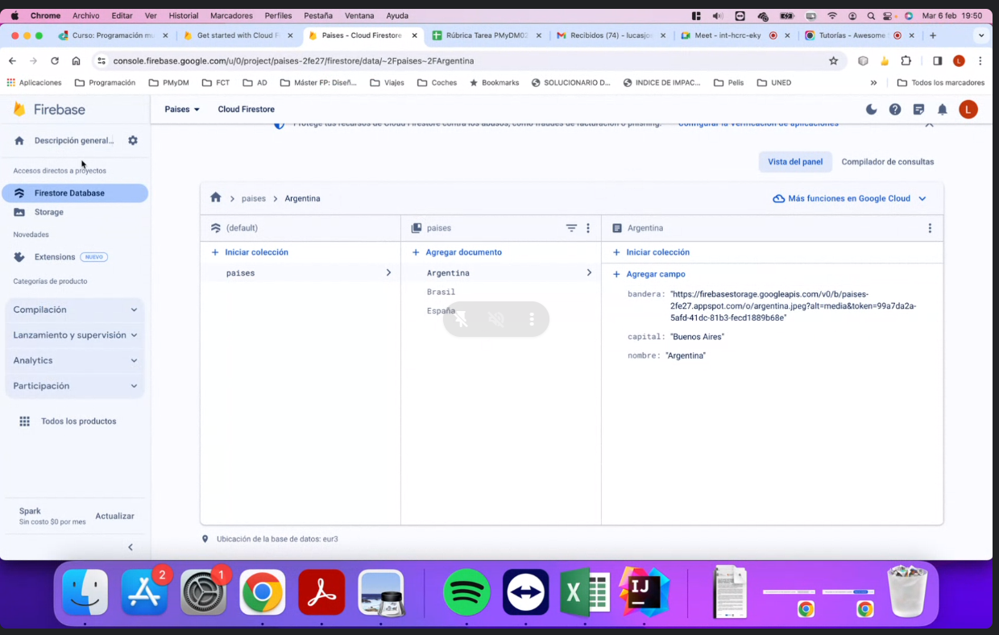 Chrome Archivo Editar Ver Historial Marcadores Perfiles Pestaña Ventana Ayuda Mar 6 feb 19:50
Curso: Programación mu Get started with Cloud F Paises - Cloud Firestore Rúbrica Tarea PMyDM02 Recibidos (74) - lucasjos Meet - int-hcrc-eky Tutorías - Awesome
console.firebase.google.com/u/0/project/paises-2fe27/firestore/data/~2Fpaises~2FArgentina L
Aplicaciones Programación PMyDM FCT AD Máster FP: Diseñ... Viajes Coches Bookmarks SOLUCIONARIO D... INDICE DE IMPAC... Pelis UNED » Todos los marcadores
Firebase Paises Cloud Firestore L
Protege tus recursos de Cloud Firestore contra los abusos, como fraudes de facturación o phishing. Configurar la Verificación de aplicaciones
Descripción general...
Vista del panel Compilador de consultas
Accesos directos a proyectos
Firestore Database
Storage
Novedades
Extensions NUEVO
Categorías de producto
Compilación
Lanzamiento y supervisión
Analytics
Participación
Todos los productos
Spark
Sin costo $0 por mes
Actualizar
paises Argentina Más funciones en Google Cloud
(default)
Iniciar colección
paises
paises
Agregar documento
Argentina
Brasil
España
Argentina
Iniciar colección
Agregar campo
bandera: "https://firebasestorage.googleapis.com/v0/b/paises-
2fe27.appspot.com/o/argentina.jpeg?alt=media&token=99a7da2a-
5afd-41dc-81b3-fecd1889b68e"
capital: "Buenos Aires"
nombre: "Argentina"
Ubicación de la base de datos: eur3
2 1
IJ